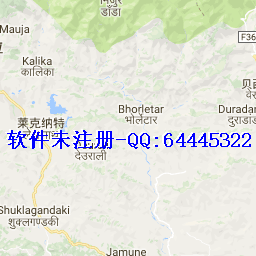 डाँडा
Mauja
F36
Kalika
कालिका
Bhorletar
भोर्लेटार
Duradan
दुराडाँड
莱克纳特
软件未注册-QQ:64445322
देउराली
Shuklagandaki
शुक्लागण्डकी
Jamune